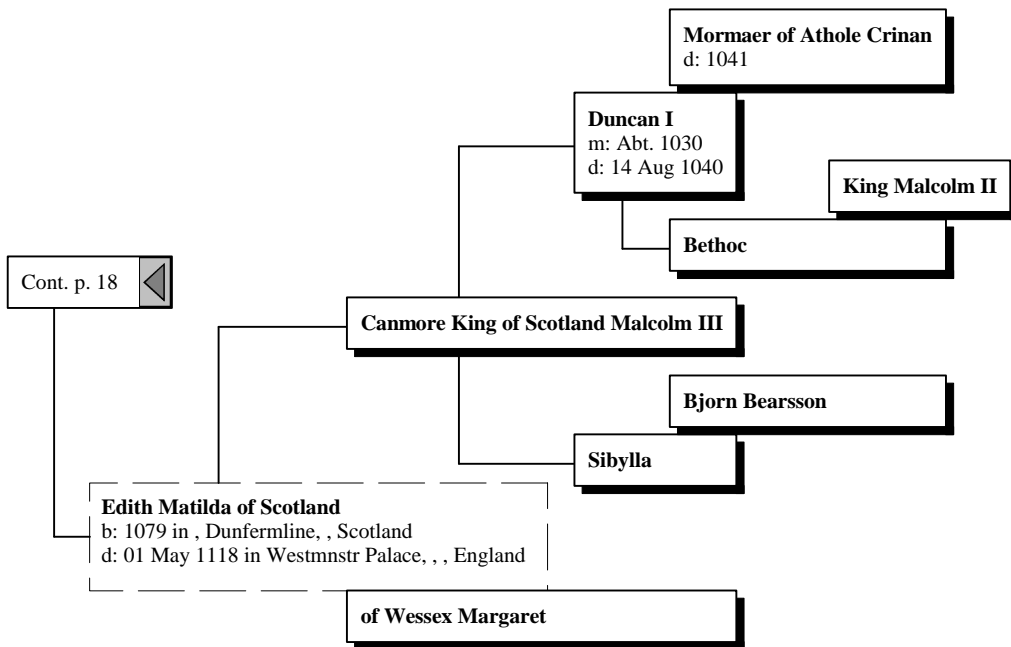 Mormaer of Athole Crinan
d: 1041
Duncan I
m: Abt. 1030
d: 14 Aug 1040
King Malcolm II
Bethoc
Cont. p. 18
Canmore King of Scotland Malcolm III
Bjorn Bearsson
Sibylla
Edith Matilda of Scotland
b: 1079 in , Dunfermline, , Scotland
d: 01 May 1118 in Westmnstr Palace, , , England
of Wessex Margaret